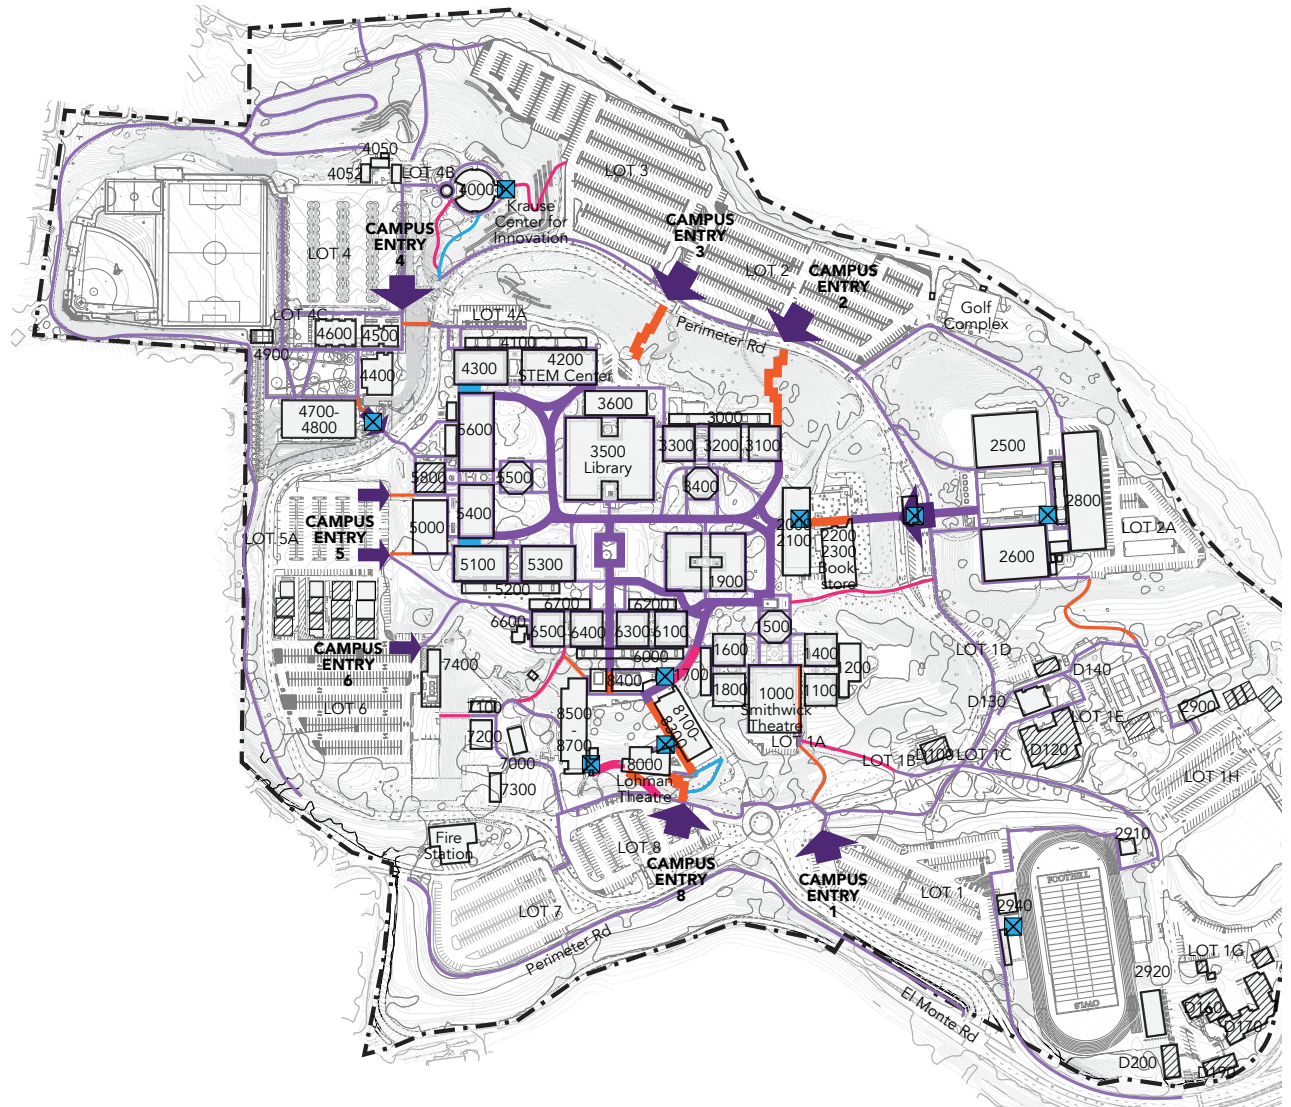 4050
4052
LOT 4B
4000
Krause
Center for
Innovation
LOT 3
CAMPUS
ENTRY
3
CAMPUS
ENTRY
4
LOT 4
LOT 2
CAMPUS
ENTRY
2
Golf
Complex
LOT 4C
4600
4500
LOT 4A
4900
4100
Perimeter Rd
4300
4200
STEM Center
4400
4700-
4800
3600
3000
5600
3500
Library
3300
3200
3100
2500
5800
5500
3400
2800
5400
5000
2000
2100
2200
-2300
Book-
store
LOT 2A
CAMPUS
ENTRY
5
LOT 5A
5100
5300
2600
1900
5200
6700
6200
6600
6500
6400
6300
6100
1500
CAMPUS
ENTRY
6
7400
6000
1600
1400
1200
LOT 1D
D140
8400
1700
1800
1000
Smithwick
Theatre
1100
D130
LOT 6
7100
8500
-
8700
8100-
8300
LOT 1E
2900
7200
LOT 1A
D120
7000
8000
Lohman
Theatre
LOT 1B
D100
LOT 1C
LOT 1H
7300
Fire
Station
LOT 8
CAMPUS
ENTRY
8
CAMPUS
ENTRY
1
2910
FOOTHILL
LOT 1
2940
LOT 7
Perimeter Rd
LOT 1G
2920
El Monte Rd
OWLS
D160
D170
D200
D190